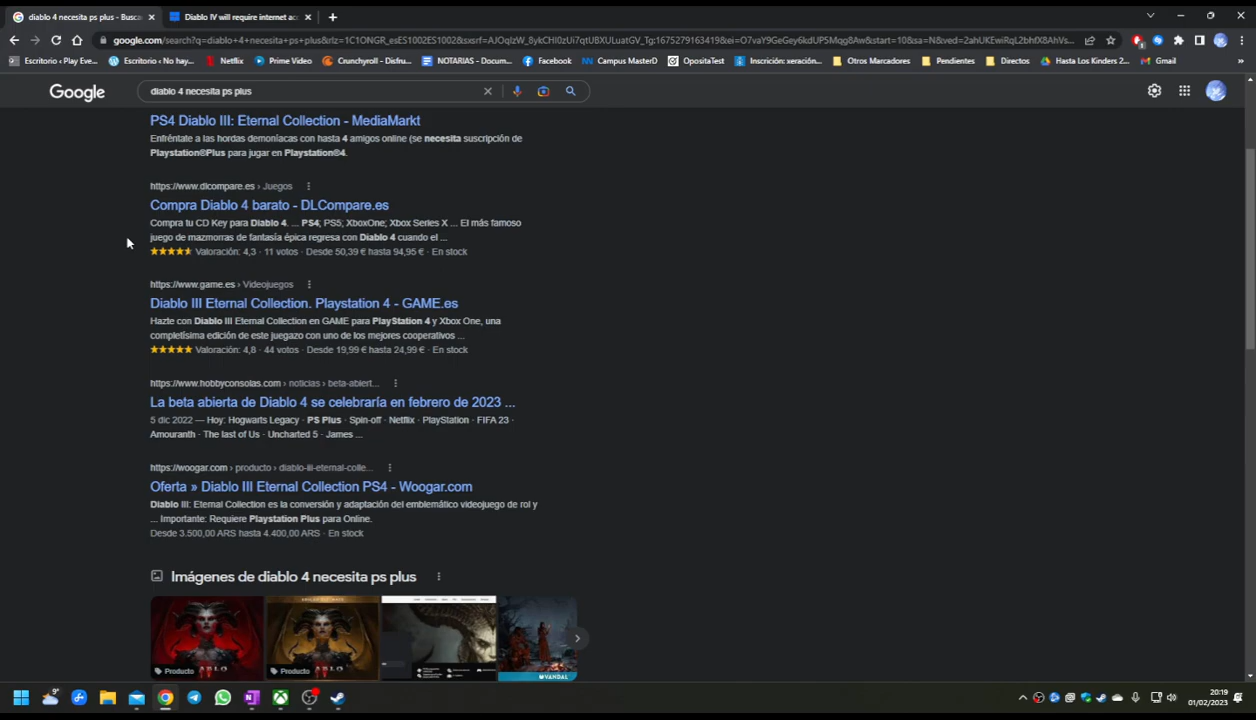 diablo 4 necesita ps plus - Busca
Diablo IV will require internet acc
Escritorio ‹ Play Eve...
Escritorio ‹ No hay...
Netflix
Prime Video
Crunchyroll - Disfru...
NOTARIAS - Docum...
Facebook
Campus MasterD
OpositaTest
Inscrición: xeración...
Otros Marcadores
Pendientes
Directos
Hasta Los Kinders 2...
Gmail
Google
diablo 4 necesita ps plus
PS4 Diablo III: Eternal Collection - MediaMarkt
Enfréntate a las hordas demoníacas con hasta 4 amigos online (se necesita suscripción de
Playstation®Plus para jugar en Playstation®4.
https://www.dlcompare.es › Juegos
Compra Diablo 4 barato - DLCompare.es
Compra tu CD Key para Diablo 4. ... PS4; PS5; XboxOne; Xbox Series X ... El más famoso
juego de mazmorras de fantasía épica regresa con Diablo 4 cuando el ...
Valoración: 4,3 · 11 votos · Desde 50,39 € hasta 94,95 € · En stock
https://www.game.es › Videojuegos
Diablo III Eternal Collection. Playstation 4 - GAME.es
Hazte con Diablo III Eternal Collection en GAME para PlayStation 4 y Xbox One, una
completísima edición de este juegazo con uno de los mejores cooperativos ...
Valoración: 4,8 · 44 votos · Desde 19,99 € hasta 24,99 € · En stock
https://www.hobbyconsolas.com › noticias › beta-abiert...
La beta abierta de Diablo 4 se celebraría en febrero de 2023 ...
5 dic 2022 — Hoy: Hogwarts Legacy · PS Plus · Spin-off · Netflix · PlayStation · FIFA 23 ·
Amouranth · The last of Us · Uncharted 5 · James ...
https://woogar.com › producto › diablo-iii-eternal-colle...
Oferta » Diablo III Eternal Collection PS4 - Woogar.com
Diablo III: Eternal Collection es la conversión y adaptación del emblemático videojuego de rol y
... Importante: Requiere Playstation Plus para Online.
Desde 3.500,00 ARS hasta 4.400,00 ARS · En stock
Imágenes de diablo 4 necesita ps plus
Producto
Producto
VANDAL
9°
20:19
01/02/2023